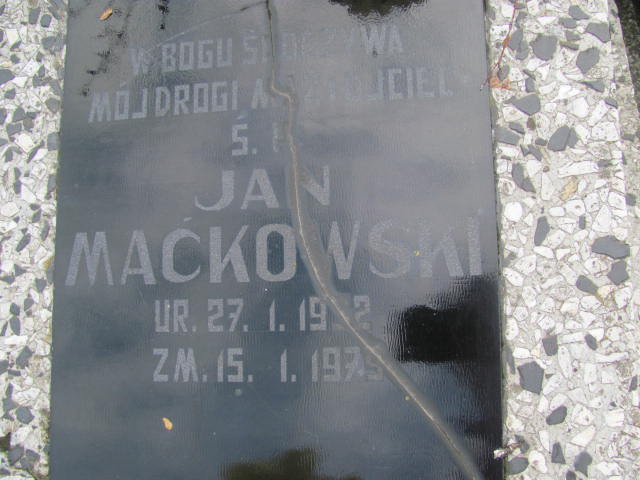 W BOGU
MÓJ DROGI
Ś.
JAN
MAĆKOWSKI
UR. 27. 1.
ZM. 15. 1.